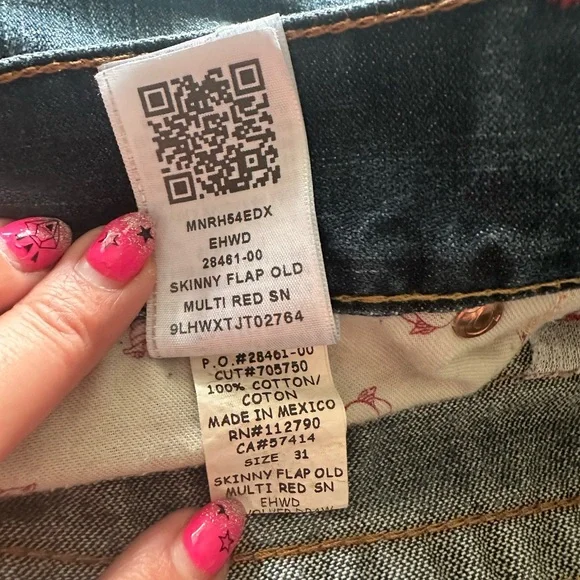 MNRH54EDX
EHWD
28461-00
SKINNY FLAP OLD
MULTI RED SN
9LHWXTJT02764
P.O.#28461-00
CUT#705750
100% COTTON/
COTON
MADE IN MEXICO
RN#112790
CA#57414
SIZE 31
SKINNY FLAP OLD
MULTI RED SN
EHWD